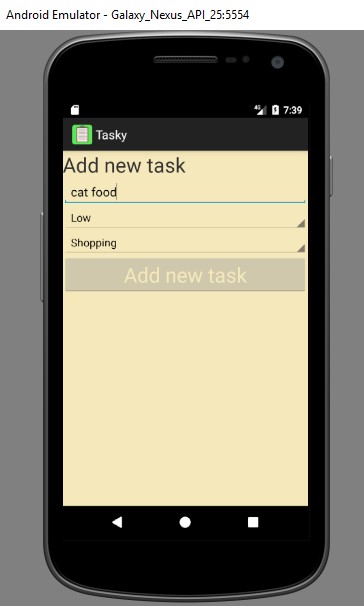 Android Emulator - Galaxy_Nexus_API_25:5554
4G 7:39
Tasky
Add new task
cat food
Low
Shopping
Add new task